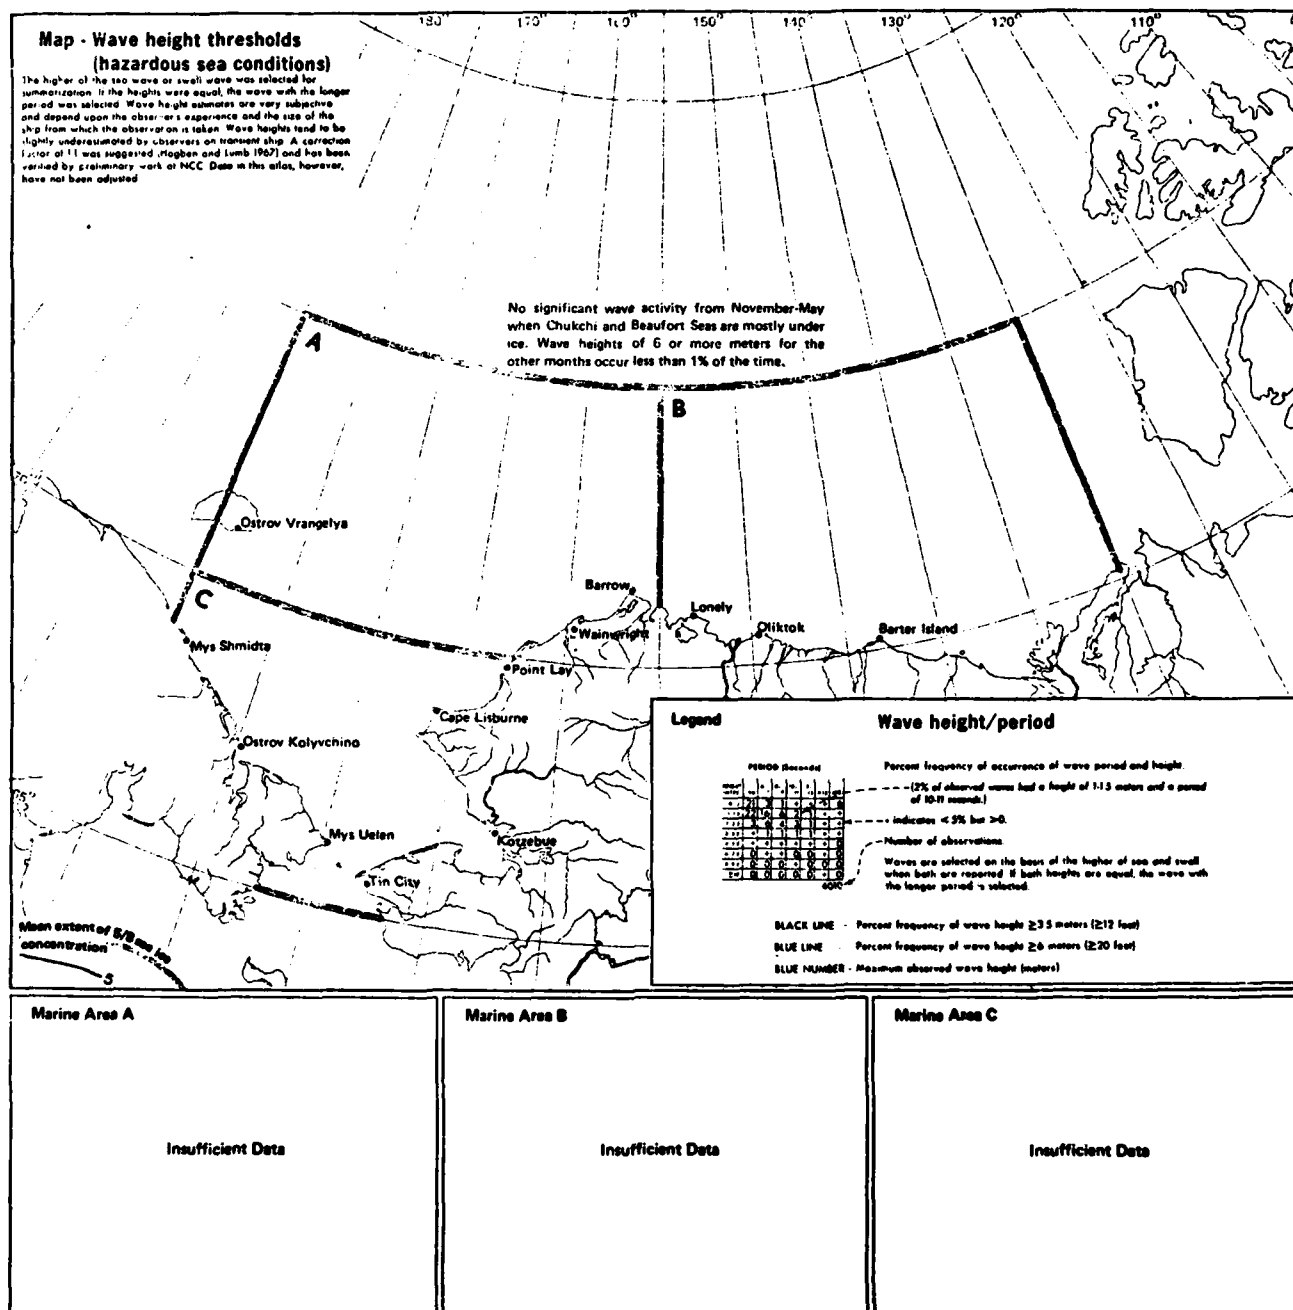 180° 170° 160° 150° 140° 130° 120° 110°
Map - Wave height thresholds
(hazardous sea conditions)
The higher of the sea wave or swell wave was selected for
summarization. If the heights were equal, the wave with the longer
period was selected. Wave height estimates are very subjective
and depend upon the observer's experience and the size of the
ship from which the observation is taken. Wave heights tend to be
slightly underestimated by observers on transient ship. A correction
factor of 1.1 was suggested (Hogben and Lumb 1967) and has been
verified by preliminary work at NCC. Data in this atlas, however,
have not been adjusted.
No significant wave activity from November-May
when Chukchi and Beaufort Seas are mostly under
ice. Wave heights of 6 or more meters for the
other months occur less than 1% of the time.
A
B
Ostrov Vrangelya
C
Barrow
Lonely
Wainwright
Oliktok
Barter Island
Mys Shmidta
Point Lay
Cape Lisburne
Ostrov Kolyvchino
Mys Uelen
Kotzebue
Tin City
Mean extent of 5/8 sea ice
concentration
5
Legend
Wave height/period
PERIOD (Seconds)
Percent frequency of occurrence of wave period and height.
(2% of observed waves had a height of 1-1.5 meters and a period
of 10-11 seconds.)
+ indicates <.5% but >0.
Number of observations
Waves are selected on the basis of the higher of sea and swell
when both are reported. If both heights are equal, the wave with
the longer period is selected.
BLACK LINE - Percent frequency of wave height ≥3.5 meters (≥12 feet)
BLUE LINE - Percent frequency of wave height ≥6 meters (≥20 feet)
BLUE NUMBER - Maximum observed wave height (meters)
Marine Area A
Insufficient Data
Marine Area B
Insufficient Data
Marine Area C
Insufficient Data